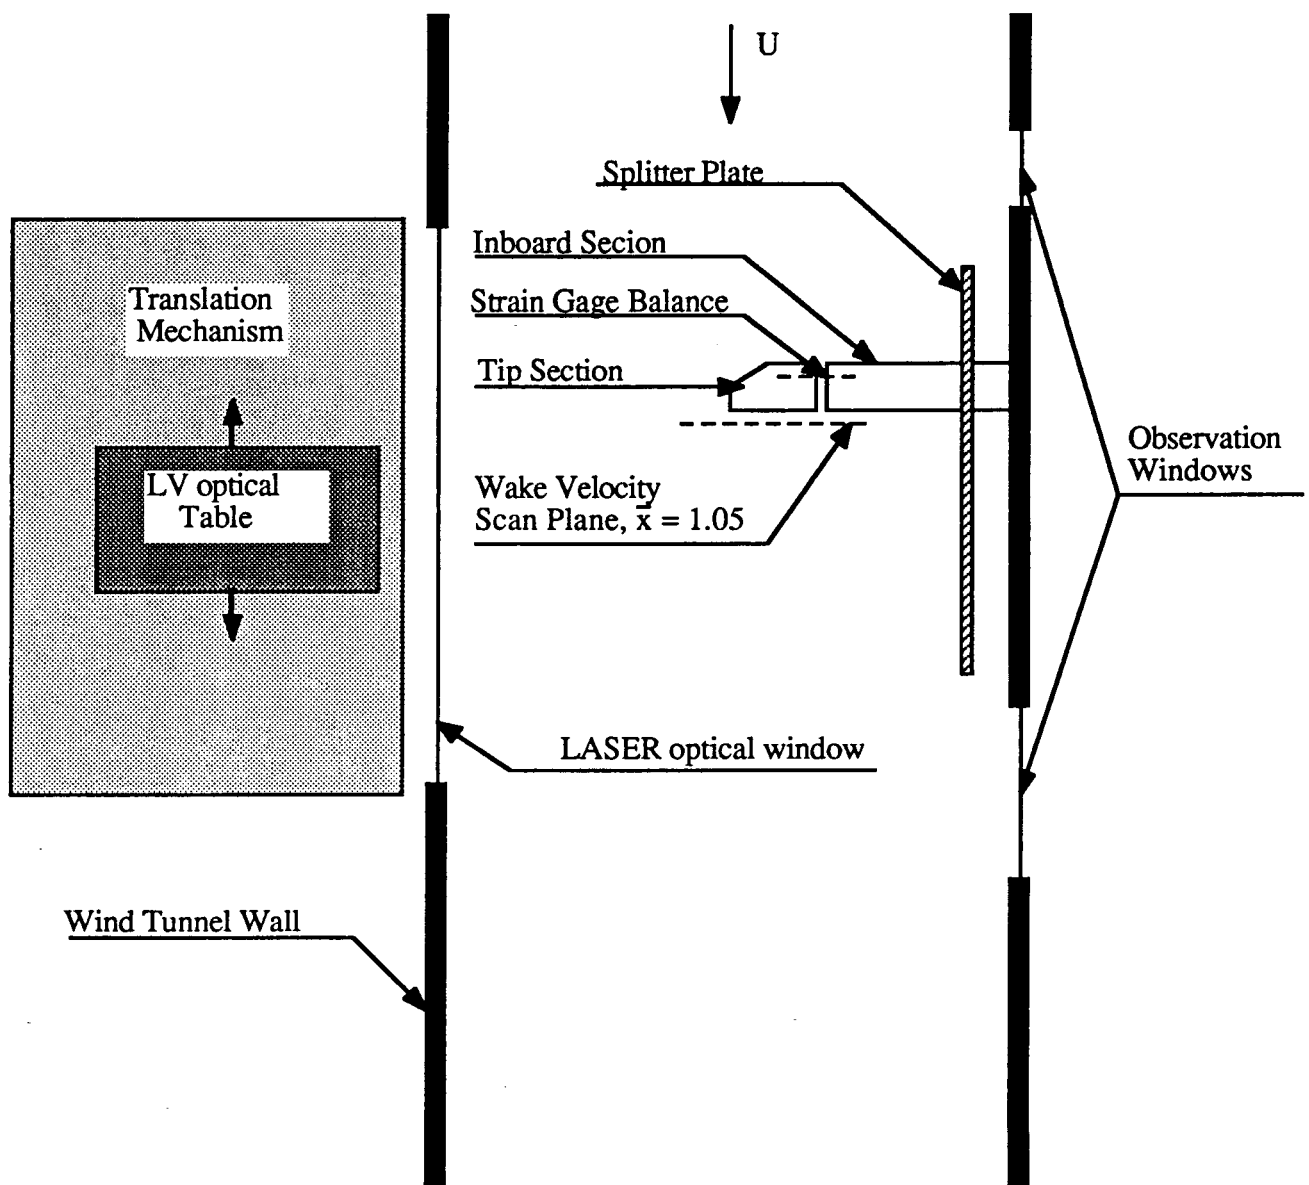 U
Splitter Plate
Inboard Secion
Strain Gage Balance
Tip Section
Translation
Mechanism
LV optical
Table
Wake Velocity
Scan Plane, x̄ = 1.05
Observation
Windows
LASER optical window
Wind Tunnel Wall